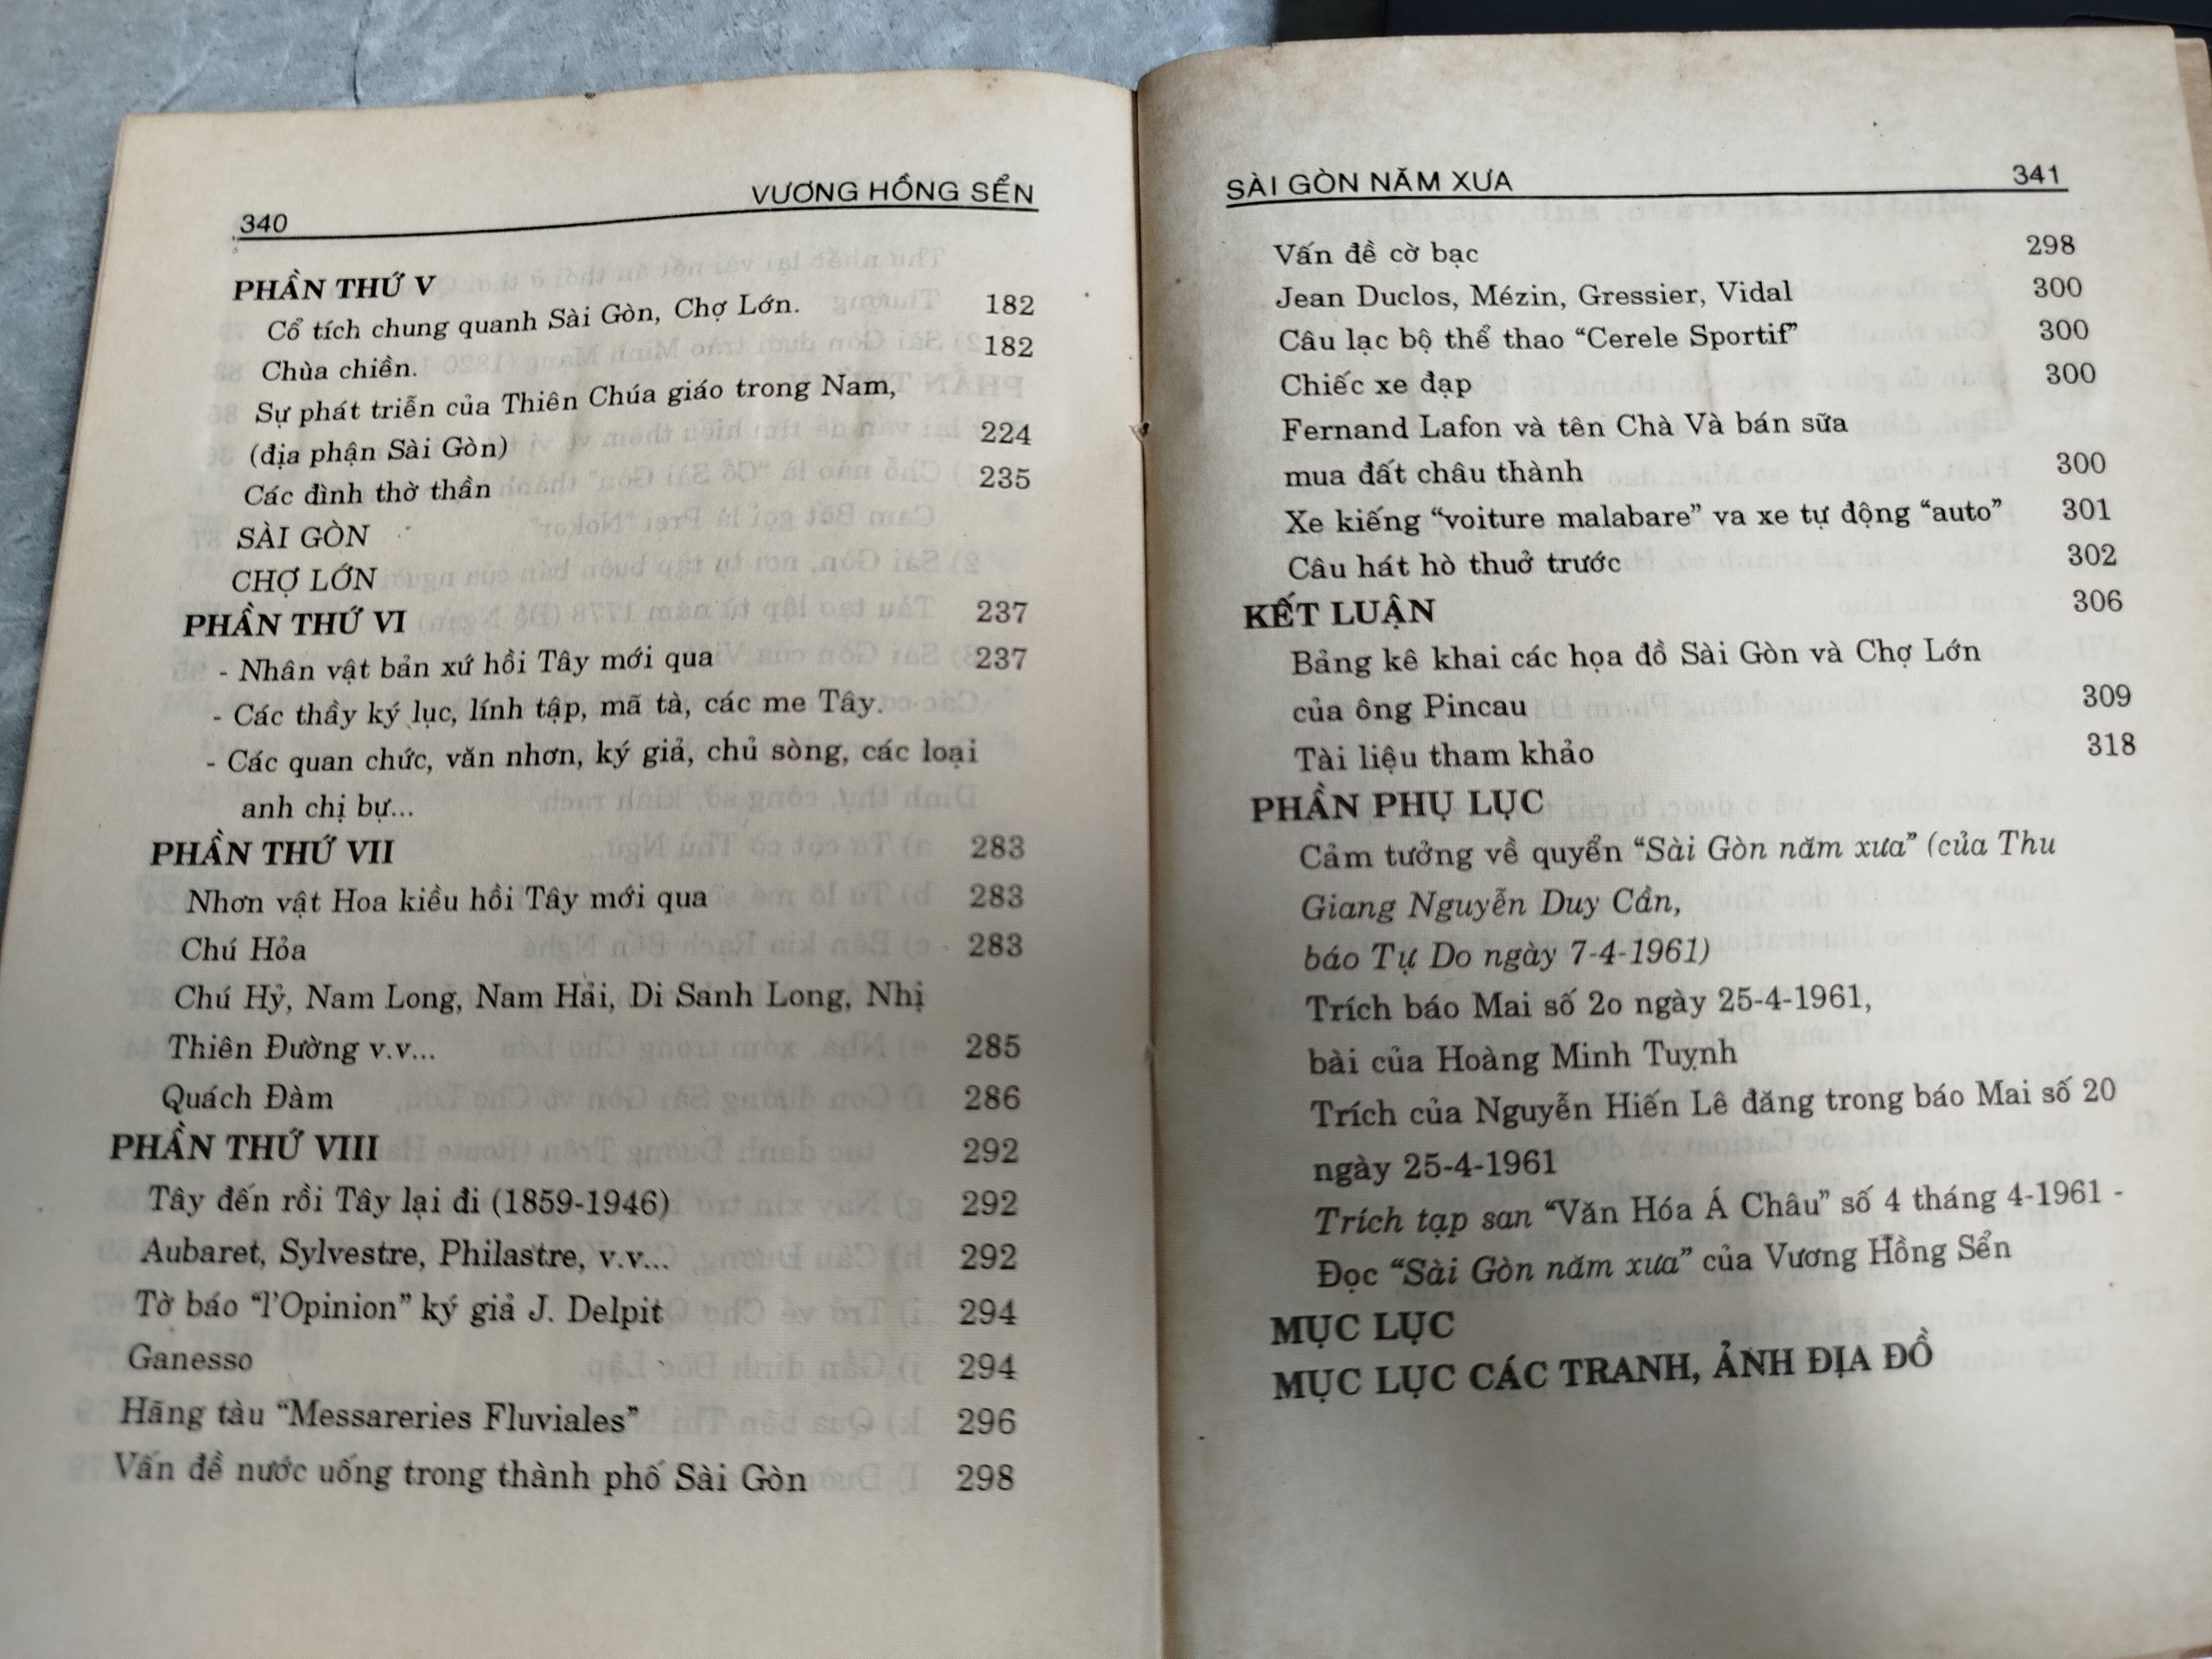 340
VƯƠNG HỒNG SỂN
PHẦN THỨ V
Cổ tích chung quanh Sài Gòn, Chợ Lớn. 182
Chùa chiền. 182
Sự phát triễn của Thiên Chúa giáo trong Nam,
(địa phận Sài Gòn) 224
Các đình thờ thần 235
SÀI GÒN
CHỢ LỚN
PHẦN THỨ VI 237
- Nhân vật bản xứ hồi Tây mới qua 237
- Các thầy ký lục, lính tập, mã tà, các me Tây.
- Các quan chức, văn nhơn, ký giả, chủ sòng, các loại
anh chị bự...
PHẦN THỨ VII 283
Nhơn vật Hoa kiều hồi Tây mới qua 283
Chú Hỏa 283
Chú Hỷ, Nam Long, Nam Hải, Di Sanh Long, Nhị
Thiên Đường v.v... 285
Quách Đàm 286
PHẦN THỨ VIII 292
Tây đến rồi Tây lại đi (1859-1946) 292
Aubaret, Sylvestre, Philastre, v.v... 292
Tờ báo “l’Opinion” ký giả J. Delpit 294
Ganesso 294
Hãng tàu “Messareries Fluviales” 296
Vấn đề nước uống trong thành phố Sài Gòn 298
SÀI GÒN NĂM XƯA 341
Vấn đề cờ bạc 298
Jean Duclos, Mézin, Gressier, Vidal 300
Câu lạc bộ thể thao “Cerele Sportif” 300
Chiếc xe đạp 300
Fernand Lafon và tên Chà Và bán sữa
mua đất châu thành 300
Xe kiếng “voiture malabare” va xe tự động “auto” 301
Câu hát hò thuở trước 302
KẾT LUẬN 306
Bảng kê khai các họa đồ Sài Gòn và Chợ Lớn
của ông Pincau 309
Tài liệu tham khảo 318
PHẦN PHỤ LỤC
Cảm tưởng về quyển “Sài Gòn năm xưa” (của Thu
Giang Nguyễn Duy Cần,
báo Tự Do ngày 7-4-1961)
Trích báo Mai số 2o ngày 25-4-1961,
bài của Hoàng Minh Tuynh
Trích của Nguyễn Hiến Lê đăng trong báo Mai số 20
ngày 25-4-1961
Trích tạp san “Văn Hóa Á Châu” số 4 tháng 4-1961 -
Đọc “Sài Gòn năm xưa” của Vương Hồng Sển
MỤC LỤC
MỤC LỤC CÁC TRANH, ẢNH ĐỊA ĐỒ